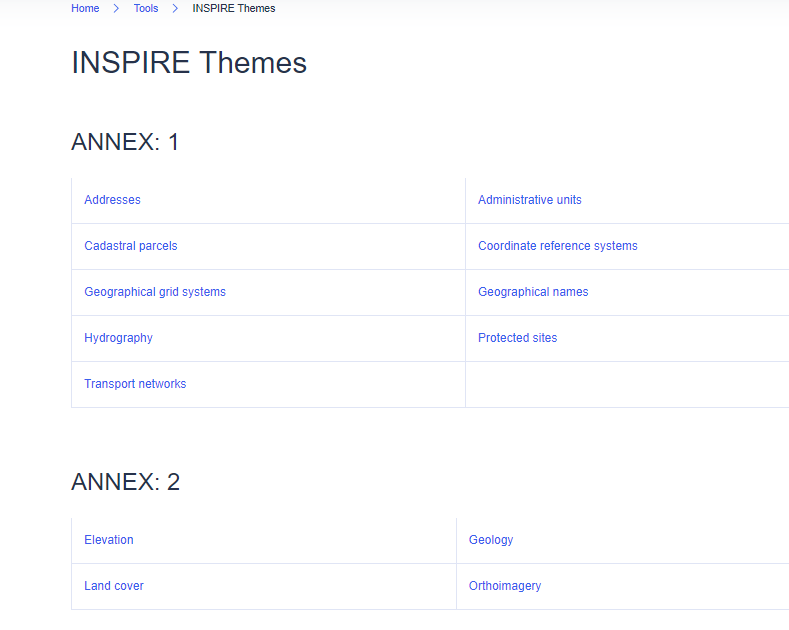 Home > Tools > INSPIRE Themes
INSPIRE Themes
ANNEX: 1
Addresses Administrative units
Cadastral parcels Coordinate reference systems
Geographical grid systems Geographical names
Hydrography Protected sites
Transport networks
ANNEX: 2
Elevation Geology
Land cover Orthoimagery